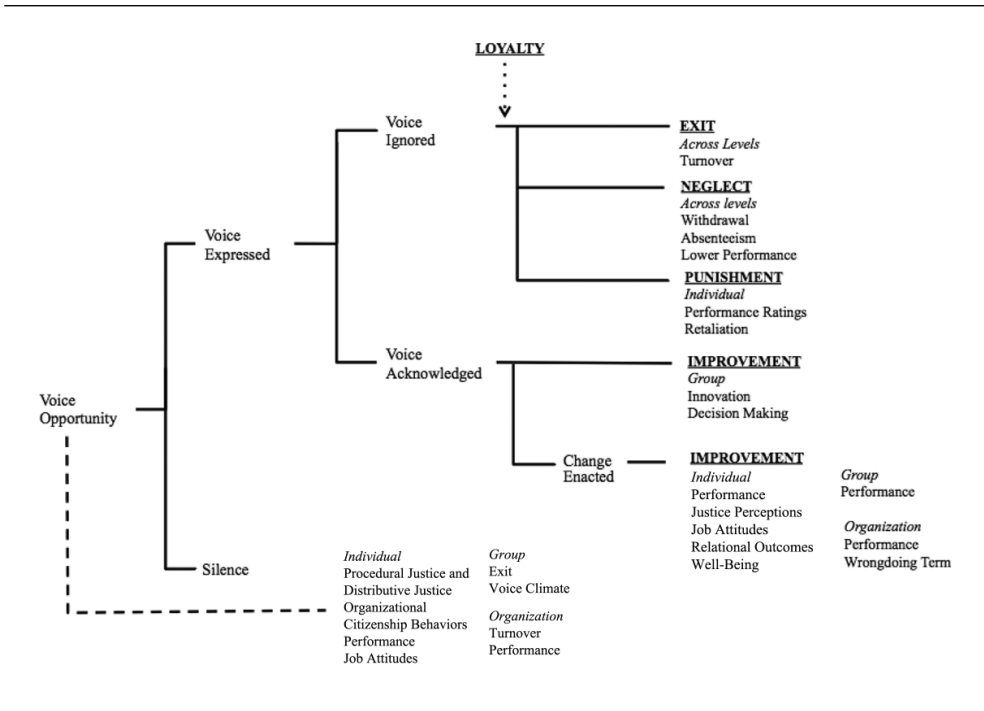 LOYALTY
Voice
Ignored
EXIT
Across Levels
Turnover
NEGLECT
Across levels
Withdrawal
Absenteeism
Lower Performance
PUNISHMENT
Individual
Performance Ratings
Retaliation
Voice
Expressed
Voice
Acknowledged
IMPROVEMENT
Group
Innovation
Decision Making
Voice
Opportunity
Change
Enacted
IMPROVEMENT
Individual
Performance
Justice Perceptions
Job Attitudes
Relational Outcomes
Well-Being
Group
Performance
Organization
Performance
Wrongdoing Term
Silence
Individual
Procedural Justice and
Distributive Justice
Organizational
Citizenship Behaviors
Performance
Job Attitudes
Group
Exit
Voice Climate
Organization
Turnover
Performance